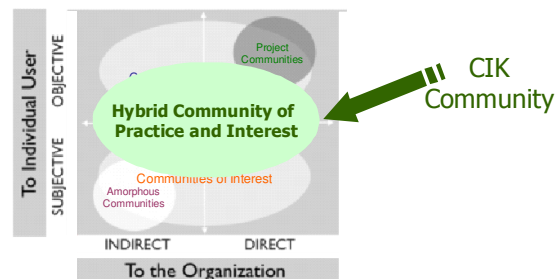 Project
Communities
CIK
Community
Hybrid Community of
Practice and Interest
Communities of Interest
Amorphous
Communities
To Individual User
OBJECTIVE
SUBJECTIVE
INDIRECT DIRECT
To the Organization